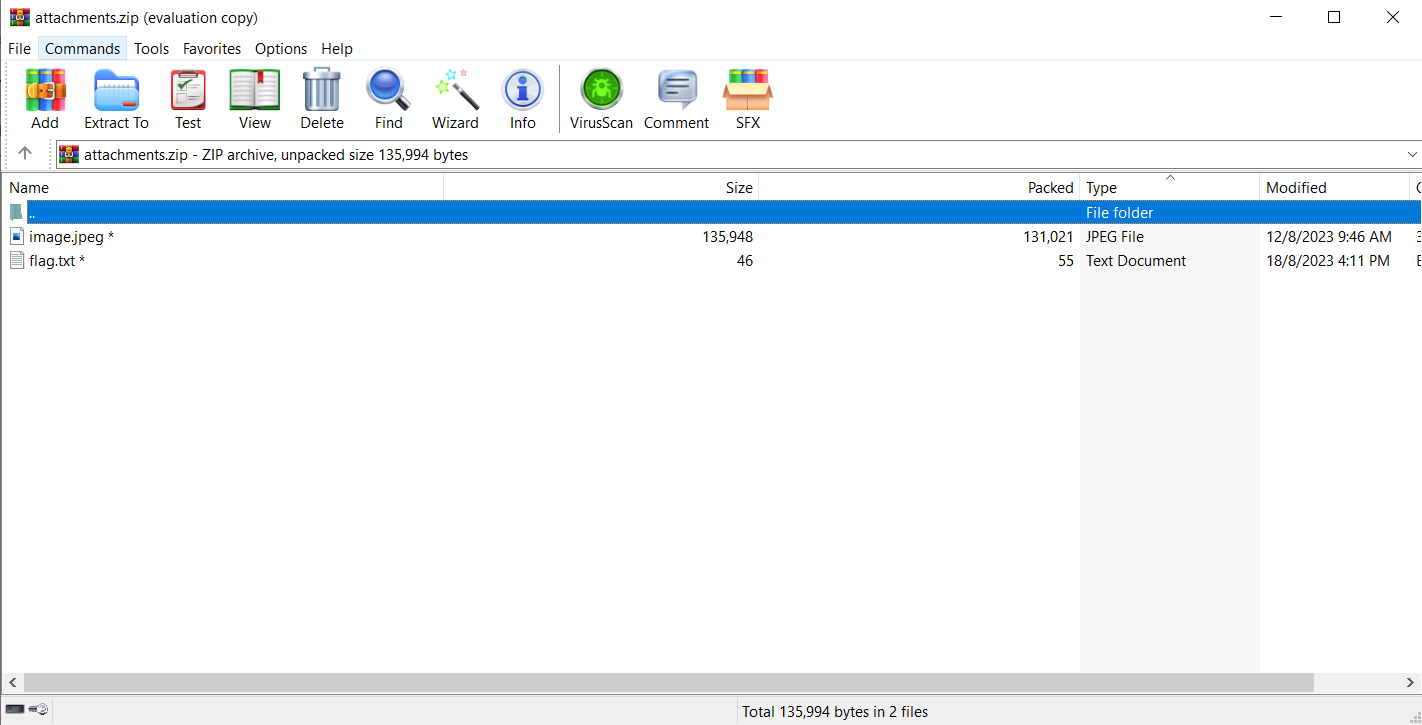 attachments.zip (evaluation copy)
File Commands Tools Favorites Options Help
Add Extract To Test View Delete Find Wizard Info VirusScan Comment SFX
attachments.zip - ZIP archive, unpacked size 135,994 bytes
Name Size Packed Type Modified C
.. File folder
image.jpeg * 135,948 131,021 JPEG File 12/8/2023 9:46 AM 3
flag.txt * 46 55 Text Document 18/8/2023 4:11 PM
Total 135,994 bytes in 2 files